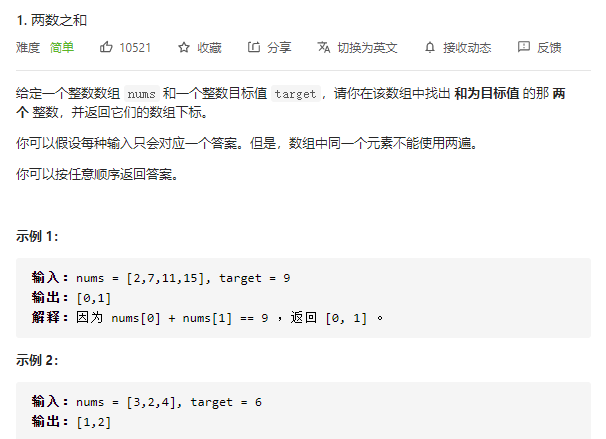 1. 两数之和
难度 简单 10521 收藏 分享 切换为英文 接收动态 反馈
给定一个整数数组 nums 和一个整数目标值 target，请你在该数组中找出 和为目标值 的那 两
个 整数，并返回它们的数组下标。
你可以假设每种输入只会对应一个答案。但是，数组中同一个元素不能使用两遍。
你可以按任意顺序返回答案。
示例 1：
输入：nums = [2,7,11,15], target = 9
输出：[0,1]
解释：因为 nums[0] + nums[1] == 9 ，返回 [0, 1] 。
示例 2：
输入：nums = [3,2,4], target = 6
输出：[1,2]